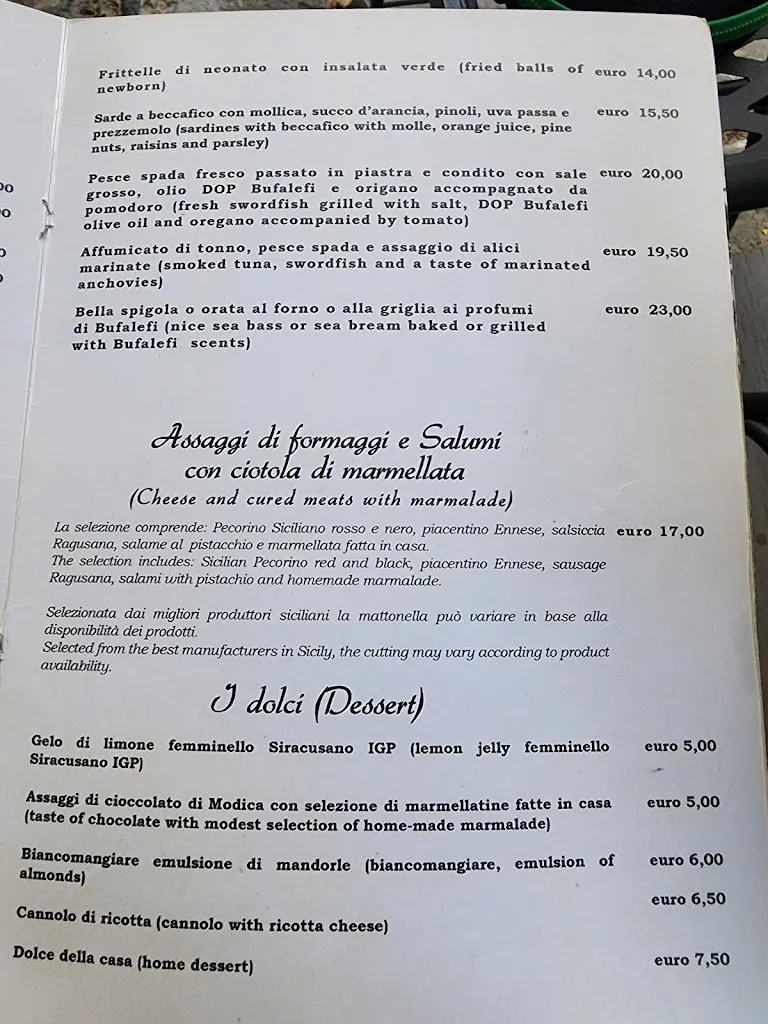 Frittelle di neonato con insalata verde (fried balls of euro 14,00
newborn)
Sarde a beccafico con mollica, succo d'arancia, pinoli, uva passa e euro 15,50
prezzemolo (sardines with beccafico with molle, orange juice, pine
nuts, raisins and parsley)
Pesce spada fresco passato in piastra e condito con sale euro 20,00
grosso, olio DOP Bufalefi e origano accompagnato da
pomodoro (fresh swordfish grilled with salt, DOP Bufalefi
olive oil and oregano accompanied by tomato)
Affumicato di tonno, pesce spada e assaggio di alici euro 19,50
marinate (smoked tuna, swordfish and a taste of marinated
anchovies)
Bella spigola o orata al forno o alla griglia ai profumi euro 23,00
di Bufalefi (nice sea bass or sea bream baked or grilled
with Bufalefi scents)
Assaggi di formaggi e Salumi
con ciotola di marmellata
(Cheese and cured meats with marmalade)
La selezione comprende: Pecorino Siciliano rosso e nero, piacentino Ennese, salsiccia euro 17,00
Ragusana, salame al pistacchio e marmellata fatta in casa.
The selection includes: Sicilian Pecorino red and black, piacentino Ennese, sausage
Ragusana, salami with pistachio and homemade marmalade.
Selezionata dai migliori produttori siciliani la mattonella può variare in base alla
disponibilità dei prodotti.
Selected from the best manufacturers in Sicily, the cutting may vary according to product
availability.
I dolci (Dessert)
Gelo di limone femminello Siracusano IGP (lemon jelly femminello euro 5,00
Siracusano IGP)
Assaggi di cioccolato di Modica con selezione di marmellatine fatte in casa euro 5,00
(taste of chocolate with modest selection of home-made marmalade)
Biancomangiare emulsione di mandorle (biancomangiare, emulsion of euro 6,00
almonds)
euro 6,50
Cannolo di ricotta (cannolo with ricotta cheese)
Dolce della casa (home dessert) euro 7,50